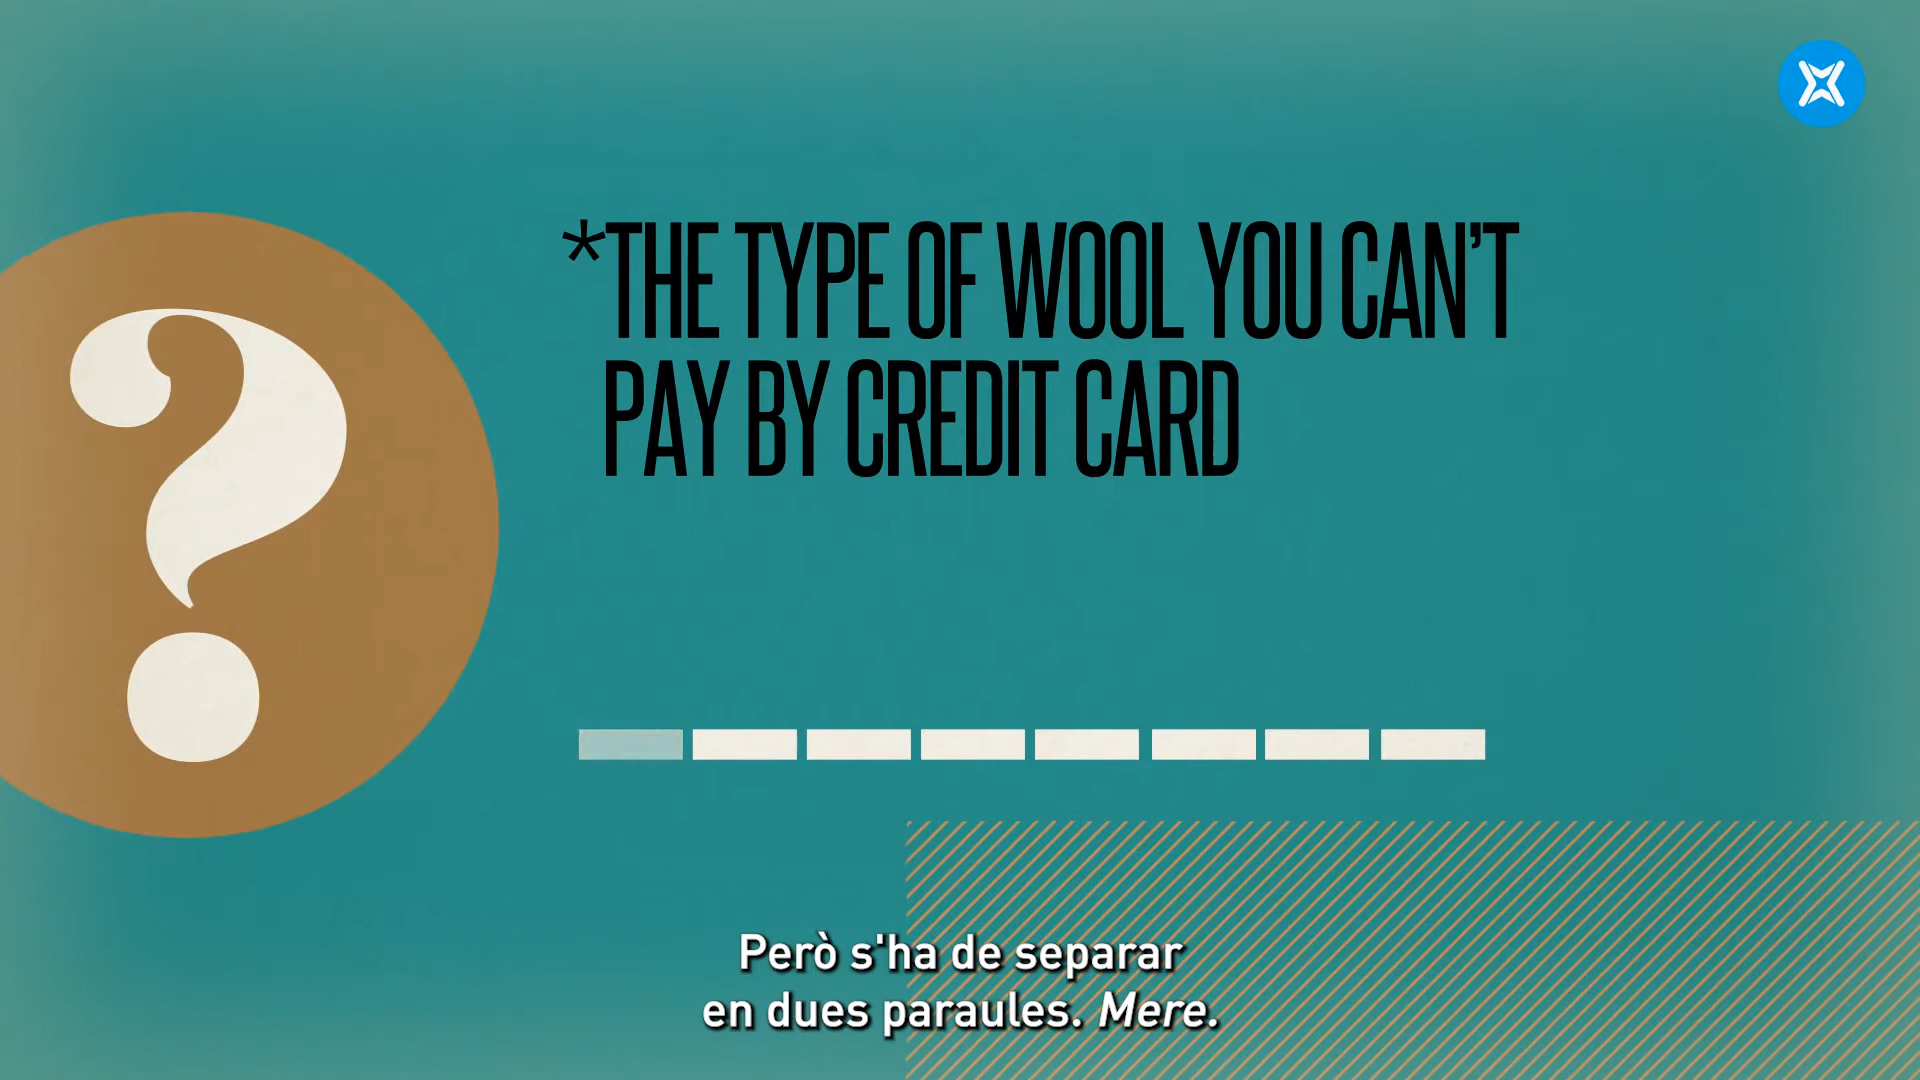 *THE TYPE OF WOOL YOU CAN'T
PAY BY CREDIT CARD
?
Però s'ha de separar
en dues paraules. Mere.